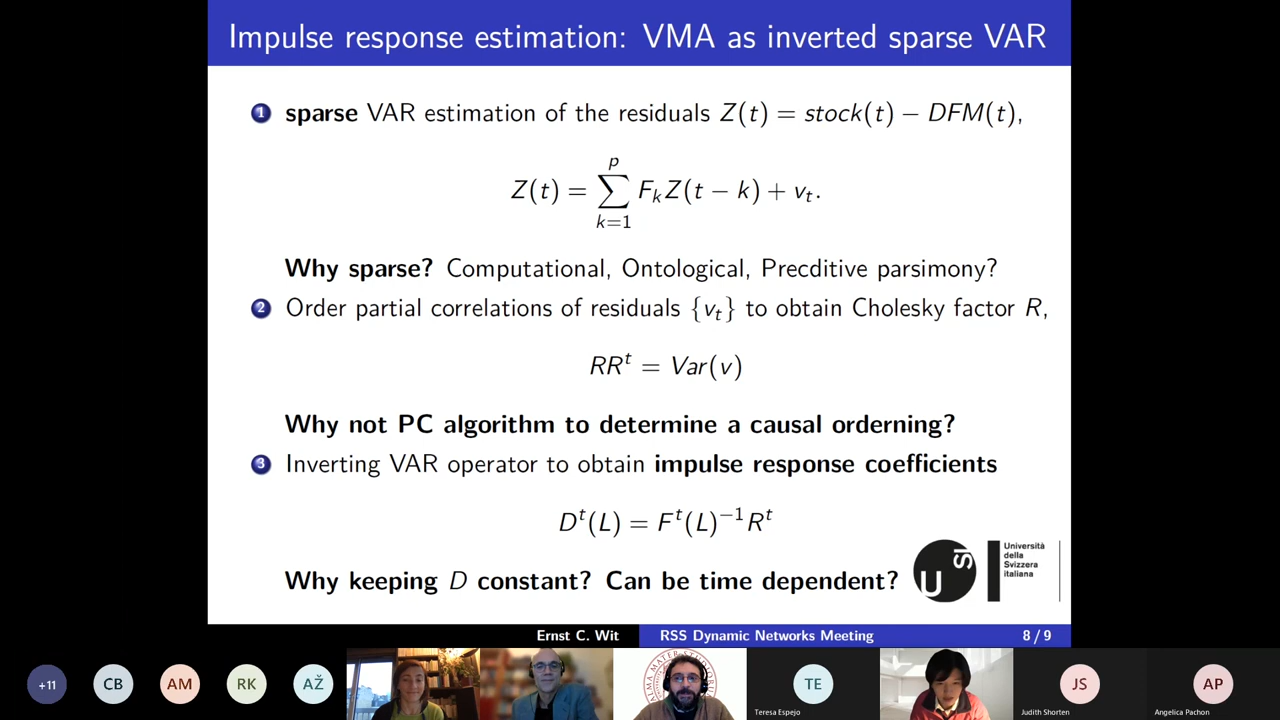 Impulse response estimation: VMA as inverted sparse VAR
1 sparse VAR estimation of the residuals Z(t) = stock(t) − DFM(t),
p
Z(t) = ∑ F_k Z(t − k) + v_t.
k=1
Why sparse? Computational, Ontological, Precditive parsimony?
2 Order partial correlations of residuals {v_t} to obtain Cholesky factor R,
RR^t = Var(v)
Why not PC algorithm to determine a causal orderning?
3 Inverting VAR operator to obtain impulse response coefficients
D^t(L) = F^t(L)^−1 R^t
Why keeping D constant? Can be time dependent?
U SI
Università
della
Svizzera
italiana
Ernst C. Wit RSS Dynamic Networks Meeting 8 / 9
+11 CB AM RK AŽ TE JS AP
Teresa Espejo Judith Shorten Angelica Pachon